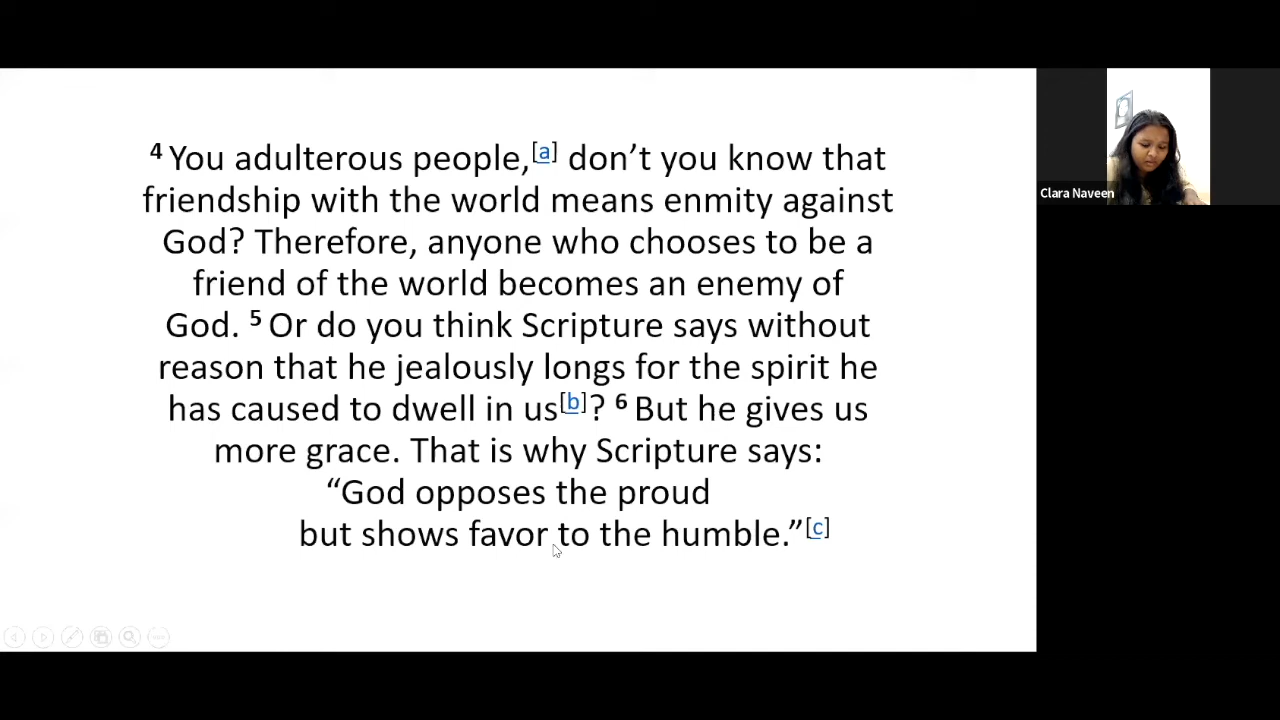 4 You adulterous people,[a] don’t you know that
friendship with the world means enmity against
God? Therefore, anyone who chooses to be a
friend of the world becomes an enemy of
God. 5 Or do you think Scripture says without
reason that he jealously longs for the spirit he
has caused to dwell in us[b]? 6 But he gives us
more grace. That is why Scripture says:
“God opposes the proud
but shows favor to the humble.”[c]
Clara Naveen